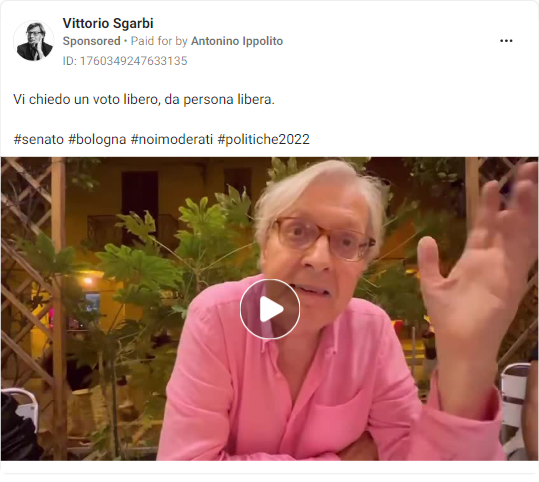 Vittorio Sgarbi
Sponsored • Paid for by Antonino Ippolito
ID: 1760349247633135
Vi chiedo un voto libero, da persona libera.
#senato #bologna #noimoderati #politiche2022